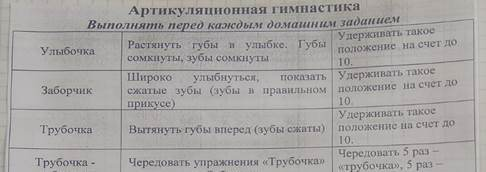 Артикуляционная гимнастика
Выполнять перед каждым домашним заданием
Улыбочка
Растянуть губы в улыбке. Губы
сомкнуты, зубы сомкнуты
Удерживать такое
положение на счет до
10.
Заборчик
Широко улыбнуться, показать
сжатые зубы (зубы в правильном
прикусе)
Удерживать такое
положение на счет до
10.
Трубочка
Вытянуть губы вперед (зубы сжаты)
Удерживать такое
положение на счет до
10.
Трубочка -
Чередовать упражнения «Трубочка»
Чередовать 5 раз –
«трубочка», 5 раз –